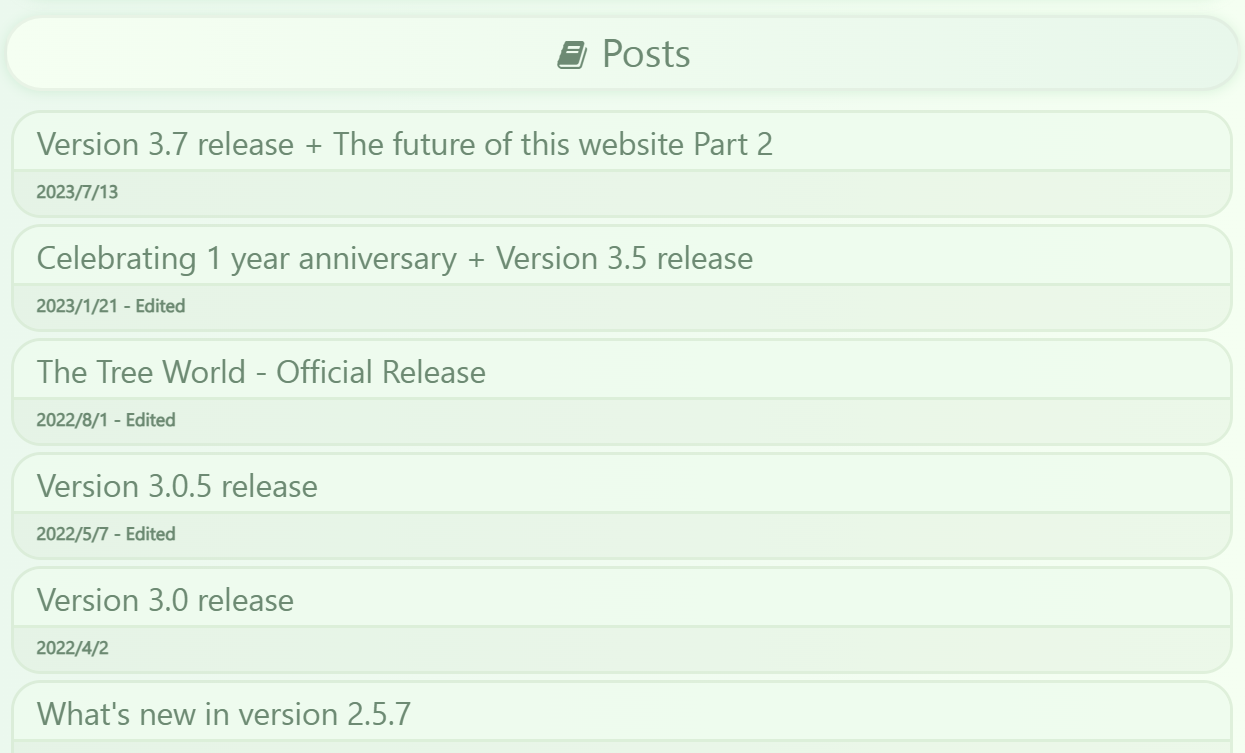 Posts
Version 3.7 release + The future of this website Part 2
2023/7/13
Celebrating 1 year anniversary + Version 3.5 release
2023/1/21 - Edited
The Tree World - Official Release
2022/8/1 - Edited
Version 3.0.5 release
2022/5/7 - Edited
Version 3.0 release
2022/4/2
What's new in version 2.5.7